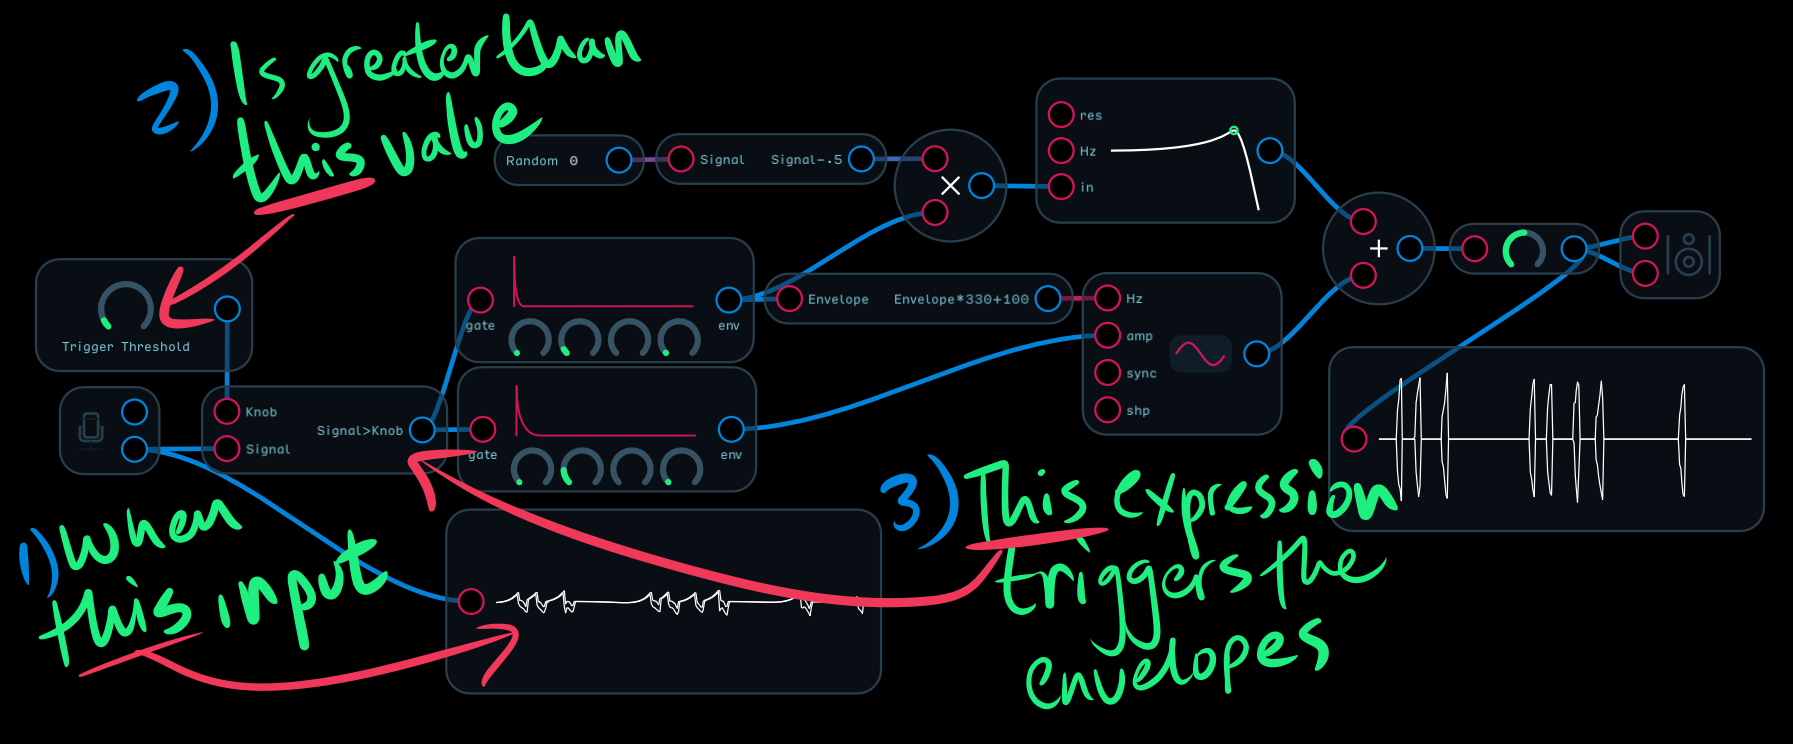 2) Is greater than
this value
Random 0
Signal Signal-.5
res
Hz
in
Trigger Threshold
gate
env
Envelope Envelope*330+100
Hz
amp
sync
shp
Knob
Signal>Knob
Signal
gate
env
1) When
this input
3) This expression
triggers the
envelopes